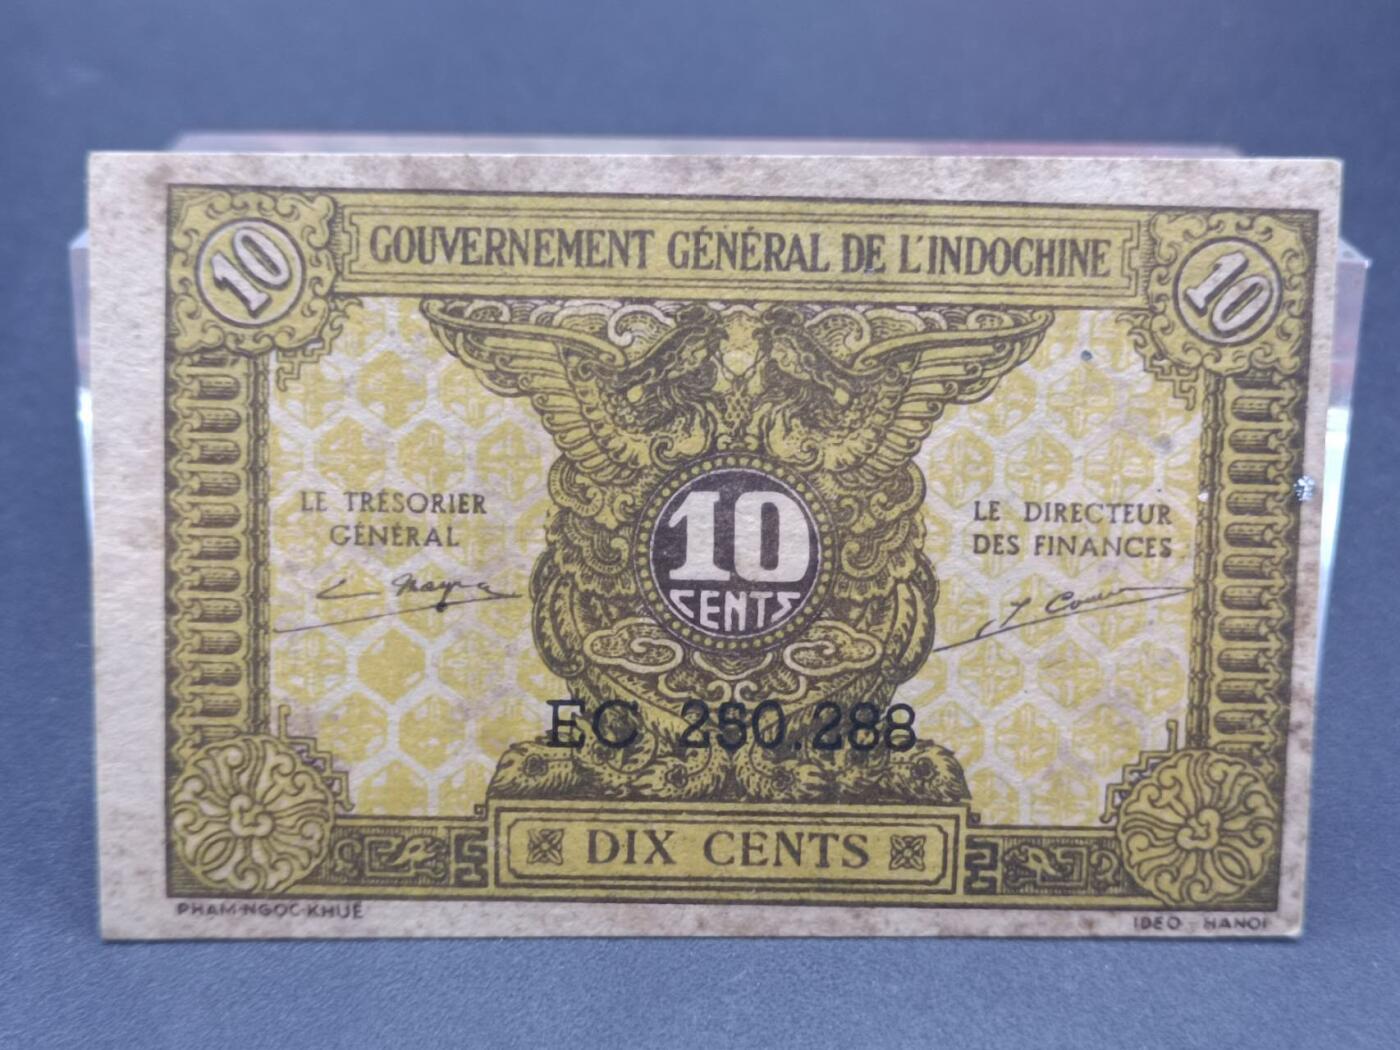 GOUVERNEMENT GÉNÉRAL DE L'INDOCHINE
10
10
LE TRÉSORIER
GÉNÉRAL
LE DIRECTEUR
DES FINANCES
10
CENTS
EC 250.288
DIX CENTS
PHAM-NGOC-KHUÊ
IDEO - HANOI